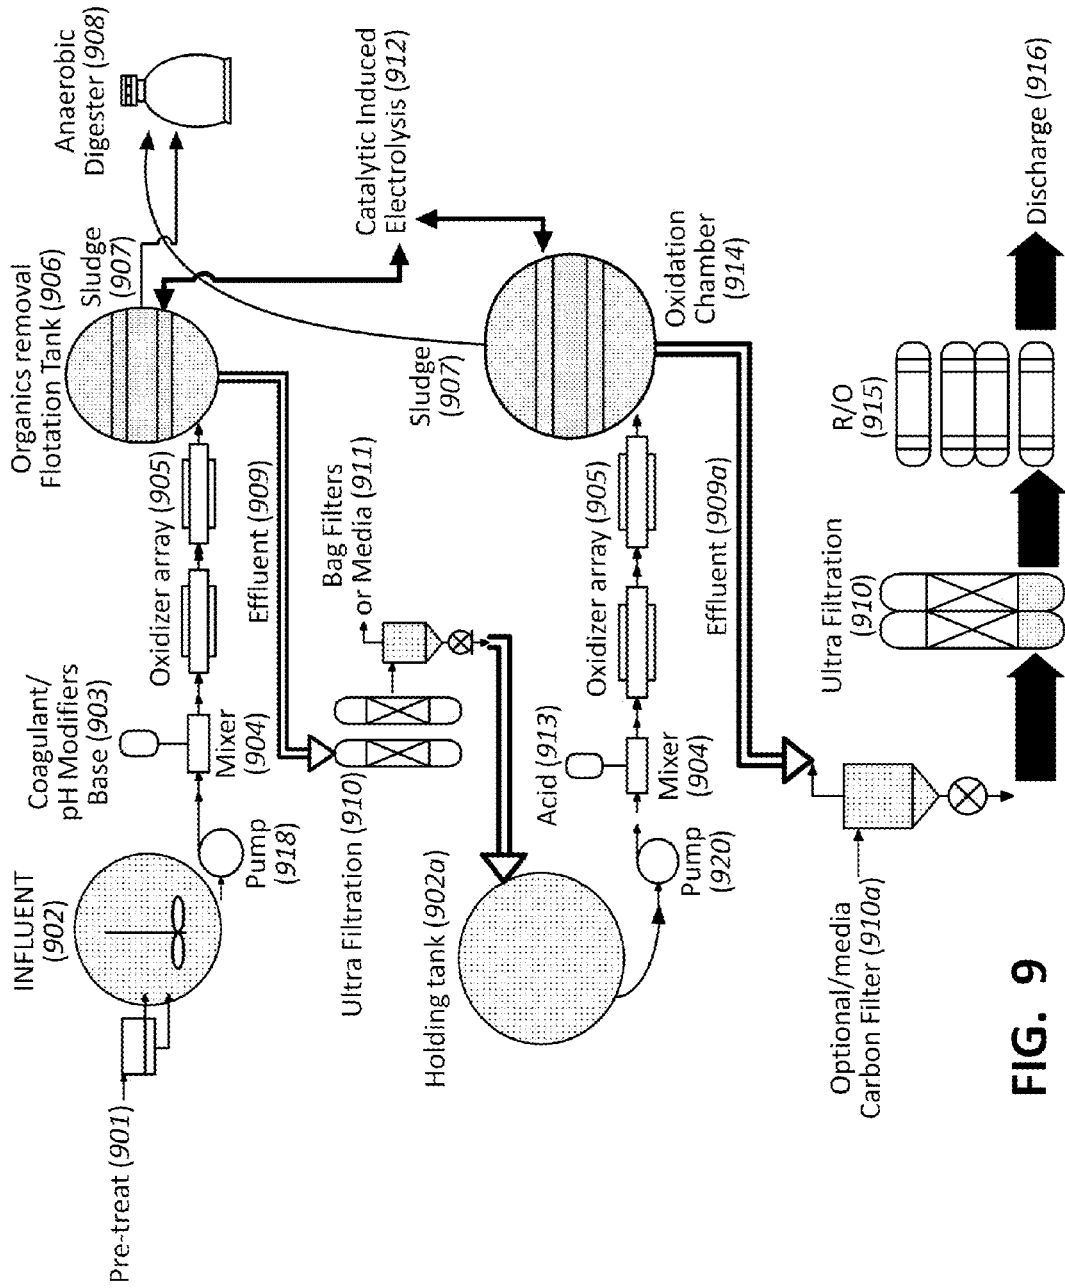 Pre-treat (901)
INFLUENT
(902)
Coagulant/
pH Modifiers
Base (903)
Pump
(918)
Mixer
(904)
Oxidizer array (905)
Organics removal
Flotation Tank (906)
Sludge
(907)
Anaerobic
Digester (908)
Effluent (909)
Ultra Filtration (910)
Bag Filters
or Media (911)
Catalytic Induced
Electrolysis (912)
Holding tank (902a)
Acid (913)
Pump
(920)
Mixer
(904)
Oxidizer array (905)
Sludge
(907)
Oxidation
Chamber
(914)
Effluent (909a)
Optional/media
Carbon Filter (910a)
Ultra Filtration
(910)
R/O
(915)
Discharge (916)
FIG. 9